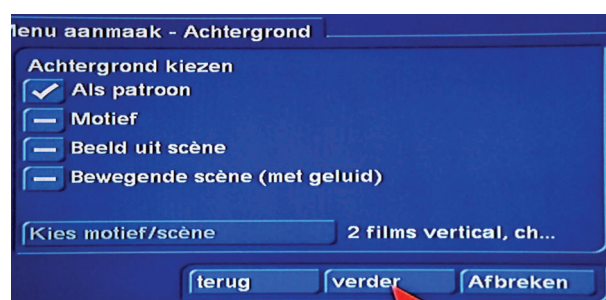 Menu aanmaak - Achtergrond
Achtergrond kiezen
Als patroon
Motief
Beeld uit scène
Bewegende scène (met geluid)
Kies motief/scène
2 films vertical, ch...
terug
verder
Afbreken